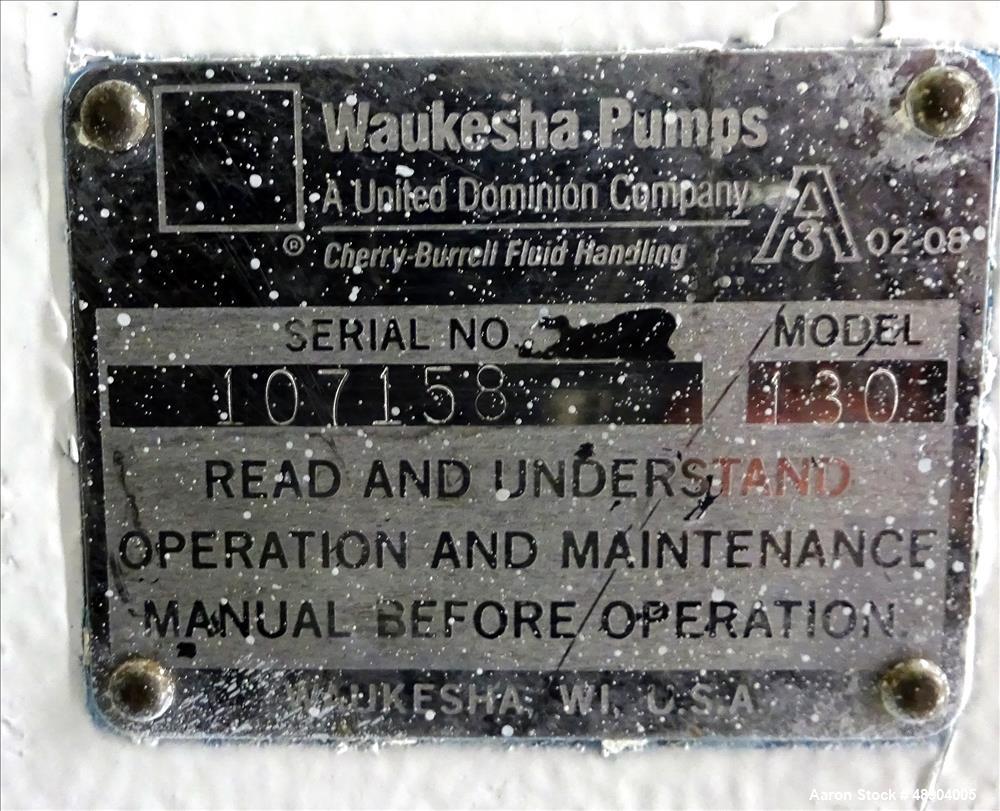 Waukesha Pumps
A United Dominion Company
® Cherry-Burrell Fluid Handling
A
3
02-08
SERIAL NO. MODEL
107158 130
READ AND UNDERSTAND
OPERATION AND MAINTENANCE
MANUAL BEFORE OPERATION.
WAUKESHA, WI, U.S.A
Aaron Stock # 48904005